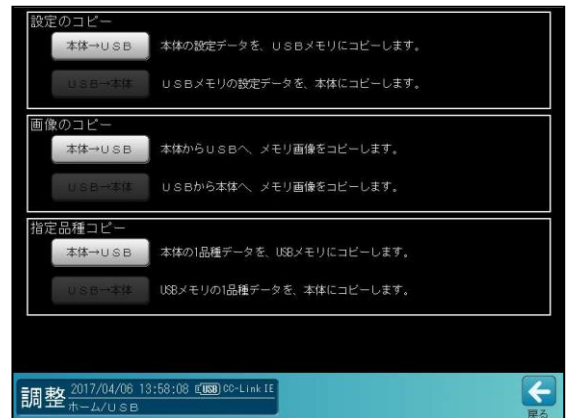 設定のコピー
本体→USB 本体の設定データを、USBメモリにコピーします。
USB→本体 USBメモリの設定データを、本体にコピーします。
画像のコピー
本体→USB 本体からUSBへ、メモリ画像をコピーします。
USB→本体 USBから本体へ、メモリ画像をコピーします。
指定品種コピー
本体→USB 本体の1品種データを、USBメモリにコピーします。
USB→本体 USBメモリの1品種データを、本体にコピーします。
調整 2017/04/06 13:58:08 USB CC-Link IE
ホーム/USB
戻る